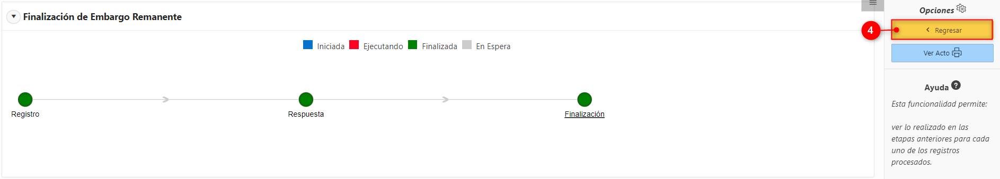 Finalización de Embargo Remanente
Iniciada Ejecutando Finalizada En Espera
Registro
Respuesta
Finalización
Opciones
4
Regresar
Ver Acto
Ayuda ?
Esta funcionalidad permite:
ver lo realizado en las
etapas anteriores para cada
uno de los registros
procesados.